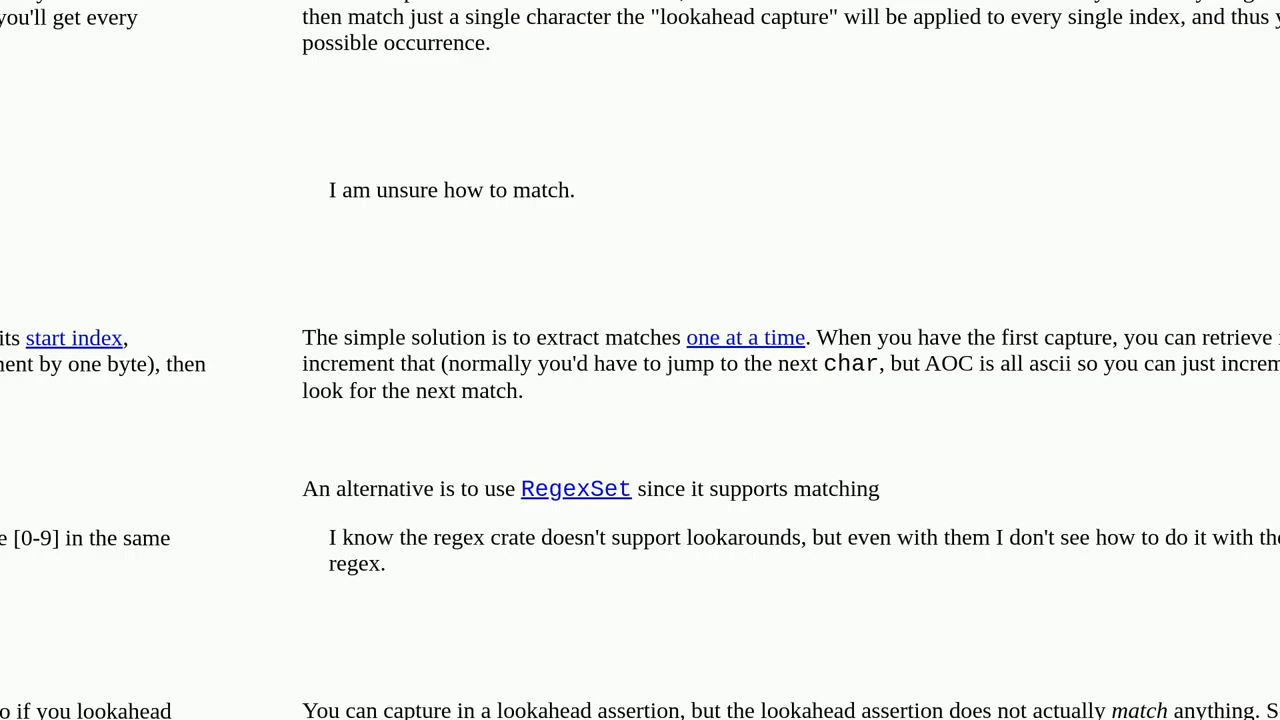 you'll get every
then match just a single character the "lookahead capture" will be applied to every single index, and thus
possible occurrence.
I am unsure how to match.
its start index,
The simple solution is to extract matches one at a time. When you have the first capture, you can retrieve
ment by one byte), then
increment that (normally you'd have to jump to the next char, but AOC is all ascii so you can just increm
look for the next match.
An alternative is to use RegexSet since it supports matching
e [0-9] in the same
I know the regex crate doesn't support lookarounds, but even with them I don't see how to do it with the
regex.
o if you lookahead
You can capture in a lookahead assertion, but the lookahead assertion does not actually match anything. S